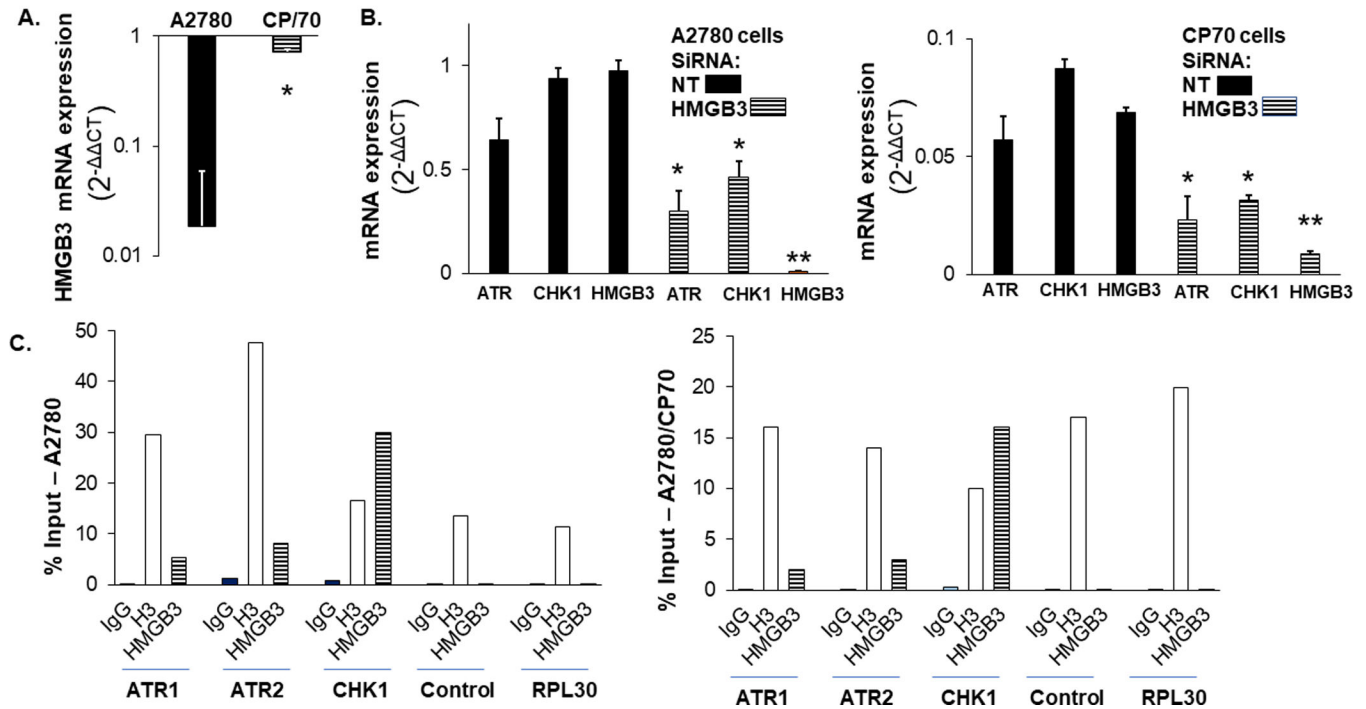 A.
A2780 CP/70
HMGB3 mRNA expression
(2-ΔΔCT)
1
0.1
0.01
*
B.
mRNA expression
(2-ΔΔCT)
1
0.5
0
A2780 cells
SiRNA:
NT
HMGB3
* * **
ATR CHK1 HMGB3 ATR CHK1 HMGB3
mRNA expression
(2-ΔΔCT)
0.1
0.05
0
CP70 cells
SiRNA:
NT
HMGB3
* * **
ATR CHK1 HMGB3 ATR CHK1 HMGB3
C.
% Input – A2780
50
40
30
20
10
0
IgG H3 HMGB3 IgG H3 HMGB3 IgG H3 HMGB3 IgG H3 HMGB3 IgG H3 HMGB3
ATR1 ATR2 CHK1 Control RPL30
% Input – A2780/CP70
25
20
15
10
5
0
IgG H3 HMGB3 IgG H3 HMGB3 IgG H3 HMGB3 IgG H3 HMGB3 IgG H3 HMGB3
ATR1 ATR2 CHK1 Control RPL30